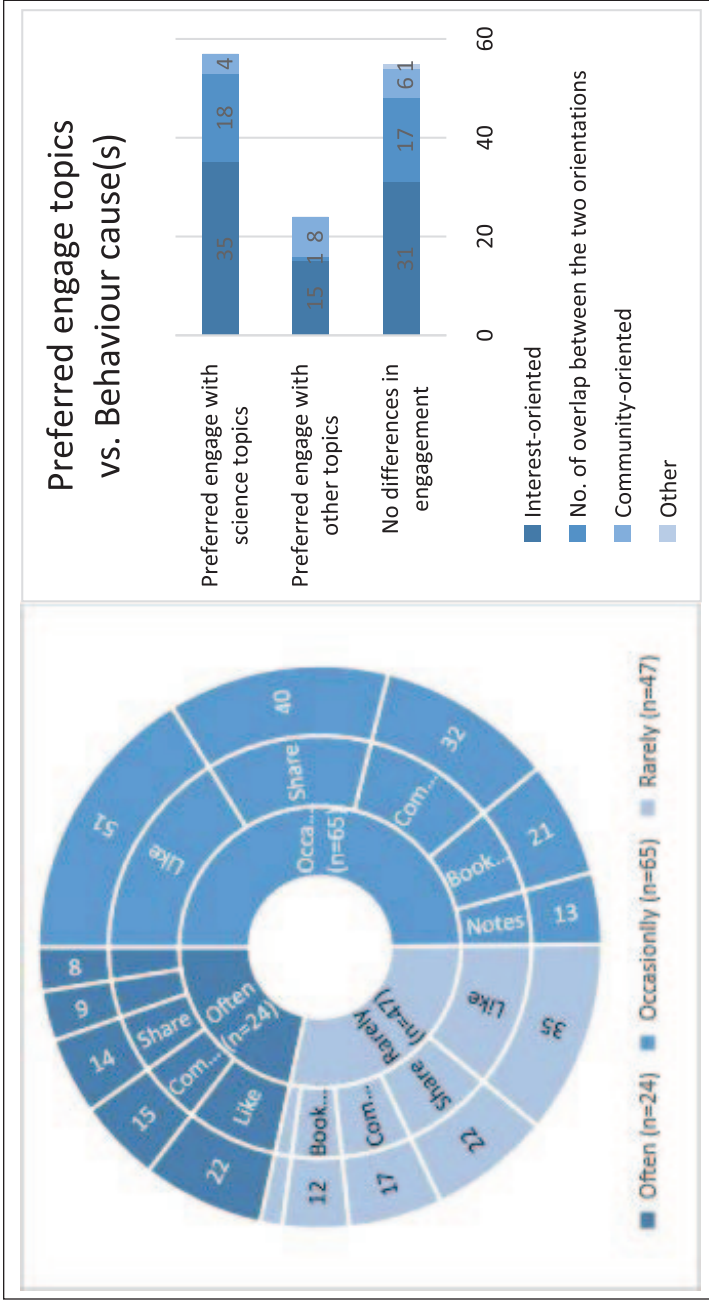 Occa...
(n=65)
Like
51
Share
40
Com...
32
Book...
21
Notes
13
Rarely
(n=47)
Like
35
Share
22
Com...
17
Book...
12
Often
(n=24)
Like
22
Com...
15
Share
14
9
8
Often (n=24)
Occasionlly (n=65)
Rarely (n=47)
Preferred engage topics
vs. Behaviour cause(s)
Preferred engage with
science topics
35
18
4
Preferred engage with
other topics
15
1
8
No differences in
engagement
31
17
6
1
0
20
40
60
Interest-oriented
No. of overlap between the two orientations
Community-oriented
Other